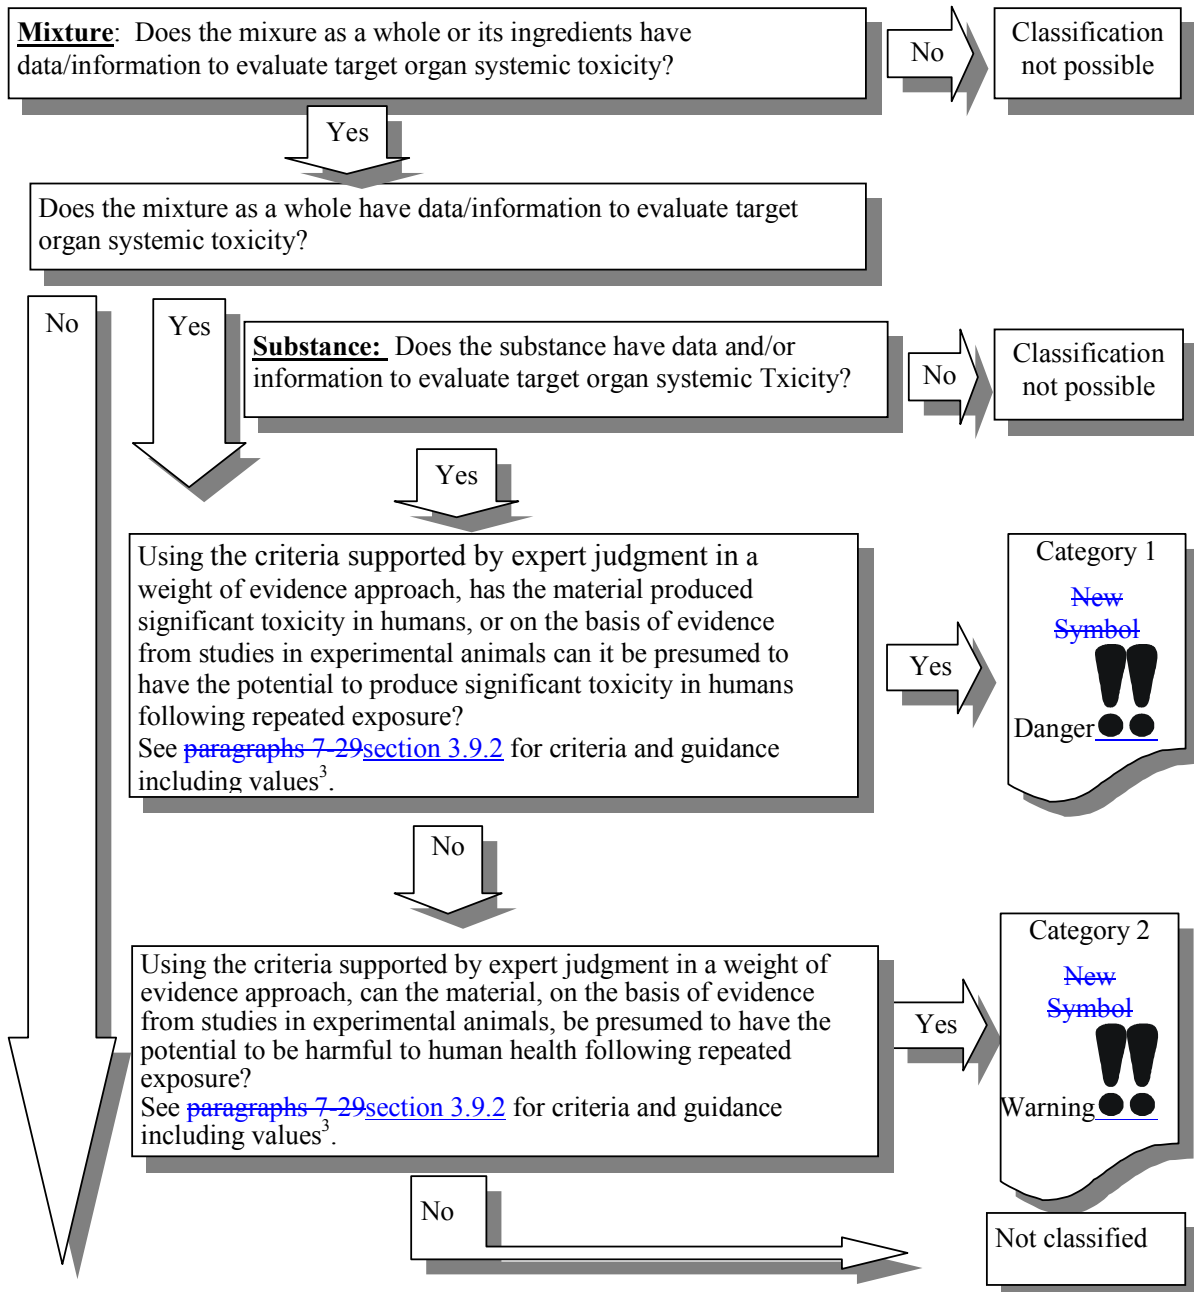 Mixture: Does the mixure as a whole or its ingredients have
data/information to evaluate target organ systemic toxicity?
No
Classification
not possible
Yes
Does the mixture as a whole have data/information to evaluate target
organ systemic toxicity?
No
Yes
Substance: Does the substance have data and/or
information to evaluate target organ systemic Txicity?
No
Classification
not possible
Yes
Using the criteria supported by expert judgment in a
weight of evidence approach, has the material produced
significant toxicity in humans, or on the basis of evidence
from studies in experimental animals can it be presumed to
have the potential to produce significant toxicity in humans
following repeated exposure?
See paragraphs 7-29section 3.9.2 for criteria and guidance
including values³.
Yes
Category 1
New
Symbol
Danger‼
No
Using the criteria supported by expert judgment in a weight of
evidence approach, can the material, on the basis of evidence
from studies in experimental animals, be presumed to have the
potential to be harmful to human health following repeated
exposure?
See paragraphs 7-29section 3.9.2 for criteria and guidance
including values³.
Yes
Category 2
New
Symbol
Warning‼
No
Not classified